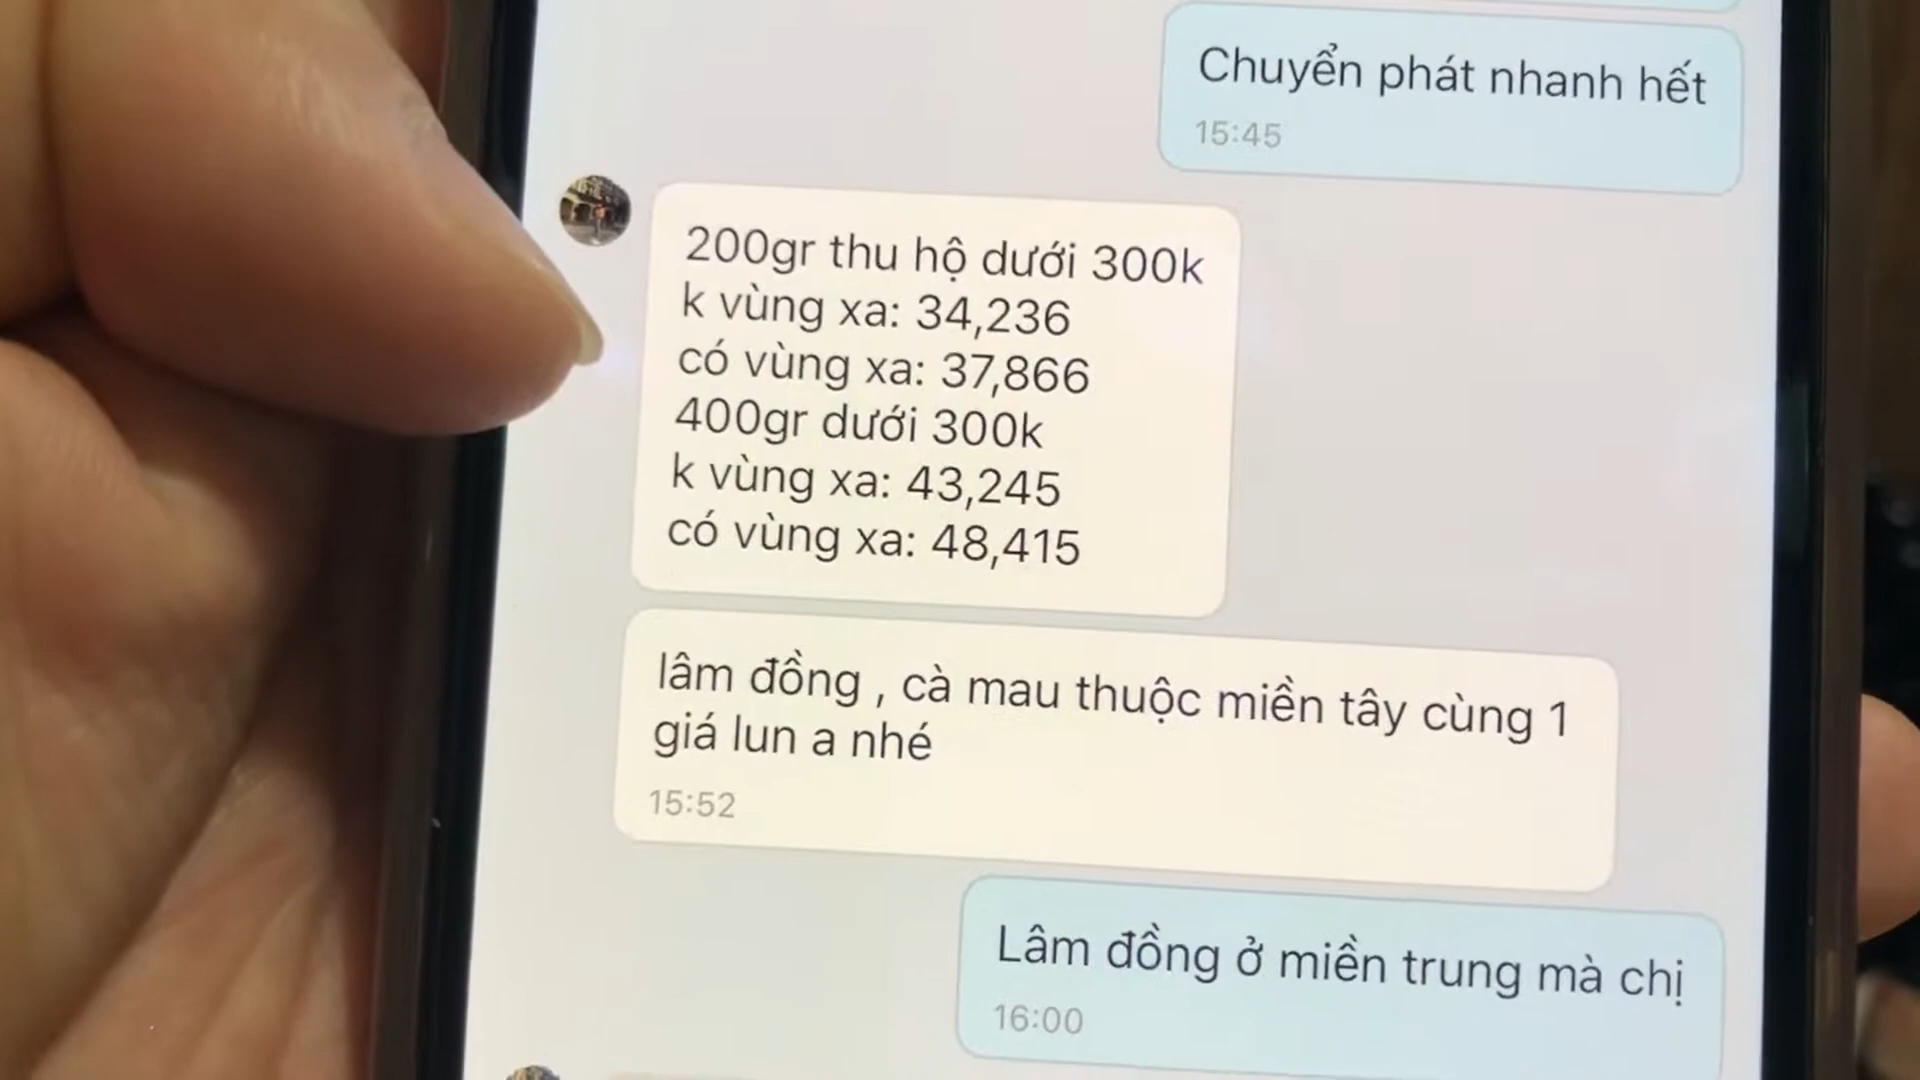 Chuyển phát nhanh hết
15:45
200gr thu hộ dưới 300k
k vùng xa: 34,236
có vùng xa: 37,866
400gr dưới 300k
k vùng xa: 43,245
có vùng xa: 48,415
lâm đồng , cà mau thuộc miền tây cùng 1
giá lun a nhé
15:52
Lâm đồng ở miền trung mà chị
16:00